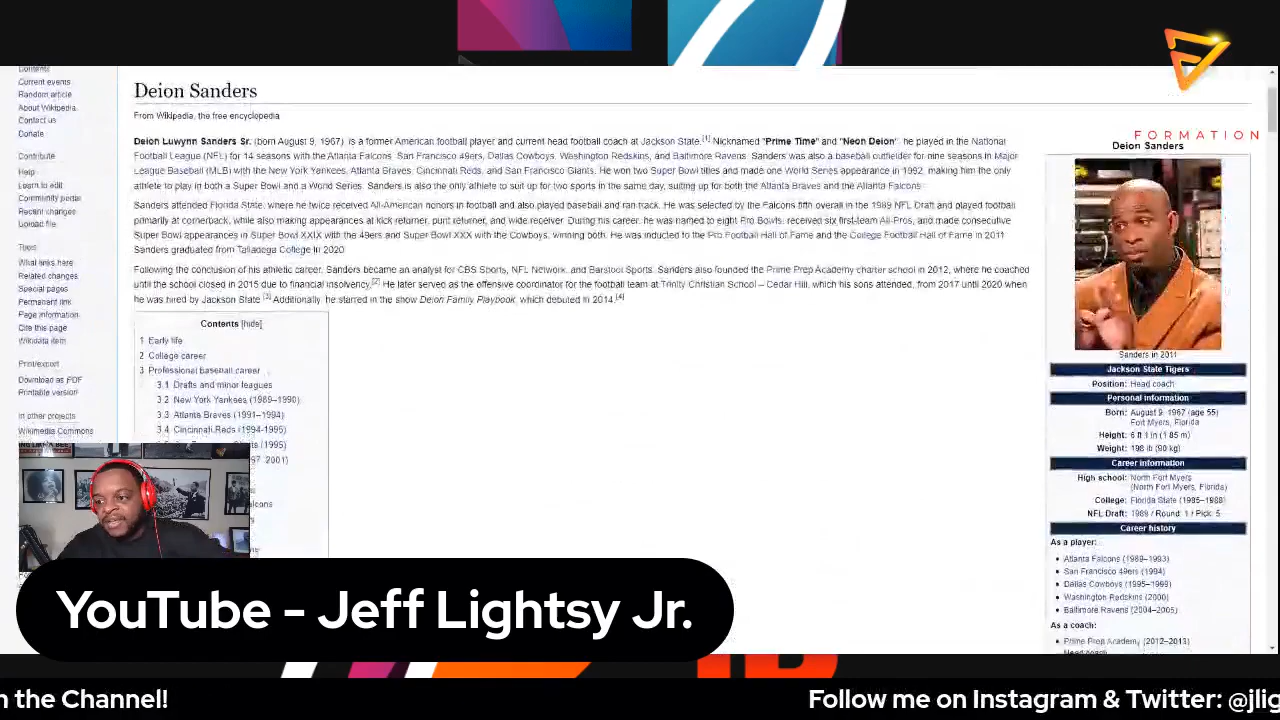 FORMATION
Contents
Current events
Random article
About Wikipedia
Contact us
Donate
Contribute
Help
Learn to edit
Community portal
Recent changes
Upload file
Tools
What links here
Related changes
Special pages
Permanent link
Page information
Cite this page
Wikidata item
Print/export
Download as PDF
Printable version
In other projects
Wikimedia Commons
Deion Sanders
From Wikipedia, the free encyclopedia
Deion Luwynn Sanders Sr. (born August 9, 1967) is a former American football player and current head football coach at Jackson State.[1] Nicknamed "Prime Time" and "Neon Deion", he played in the National
Football League (NFL) for 14 seasons with the Atlanta Falcons, San Francisco 49ers, Dallas Cowboys, Washington Redskins, and Baltimore Ravens. Sanders was also a baseball outfielder for nine seasons in Major
League Baseball (MLB) with the New York Yankees, Atlanta Braves, Cincinnati Reds, and San Francisco Giants. He won two Super Bowl titles and made one World Series appearance in 1992, making him the only
athlete to play in both a Super Bowl and a World Series. Sanders is also the only athlete to suit up for two sports in the same day, suiting up for both the Atlanta Braves and the Atlanta Falcons.
Sanders attended Florida State, where he twice received All-American honors in football and also played baseball and ran track. He was selected by the Falcons fifth overall in the 1989 NFL Draft and played football
primarily at cornerback, while also making appearances at kick returner, punt returner, and wide receiver. During his career, he was named to eight Pro Bowls, received six first-team All-Pros, and made consecutive
Super Bowl appearances in Super Bowl XXIX with the 49ers and Super Bowl XXX with the Cowboys, winning both. He was inducted to the Pro Football Hall of Fame and the College Football Hall of Fame in 2011.
Sanders graduated from Talladega College in 2020.
Following the conclusion of his athletic career, Sanders became an analyst for CBS Sports, NFL Network, and Barstool Sports. Sanders also founded the Prime Prep Academy charter school in 2012, where he coached
until the school closed in 2015 due to financial insolvency.[2] He later served as the offensive coordinator for the football team at Trinity Christian School – Cedar Hill, which his sons attended, from 2017 until 2020 when
he was hired by Jackson State.[3] Additionally, he starred in the show Deion Family Playbook, which debuted in 2014.[4]
Contents [hide]
1 Early life
2 College career
3 Professional Baseball career
3.1 Drafts and minor leagues
3.2 New York Yankees (1989–1990)
3.3 Atlanta Braves (1991–1994)
3.4 Cincinnati Reds (1994-1995)
(1995)
2001)
Deion Sanders
Sanders in 2011
Jackson State Tigers
Position: Head coach
Personal information
Born: August 9, 1967 (age 55)
Fort Myers, Florida
Height: 6 ft 1 in (1.85 m)
Weight: 198 lb (90 kg)
Career information
High school: North Fort Myers
(North Fort Myers, Florida)
College: Florida State (1985–1988)
NFL Draft: 1989 / Round: 1 / Pick: 5
Career history
As a player:
• Atlanta Falcons (1989–1993)
• San Francisco 49ers (1994)
• Dallas Cowboys (1995–1999)
• Washington Redskins (2000)
• Baltimore Ravens (2004–2005)
As a coach:
• Prime Prep Academy (2012–2013)
Head coach
YouTube - Jeff Lightsy Jr.
n the Channel!
Follow me on Instagram & Twitter: @jlig